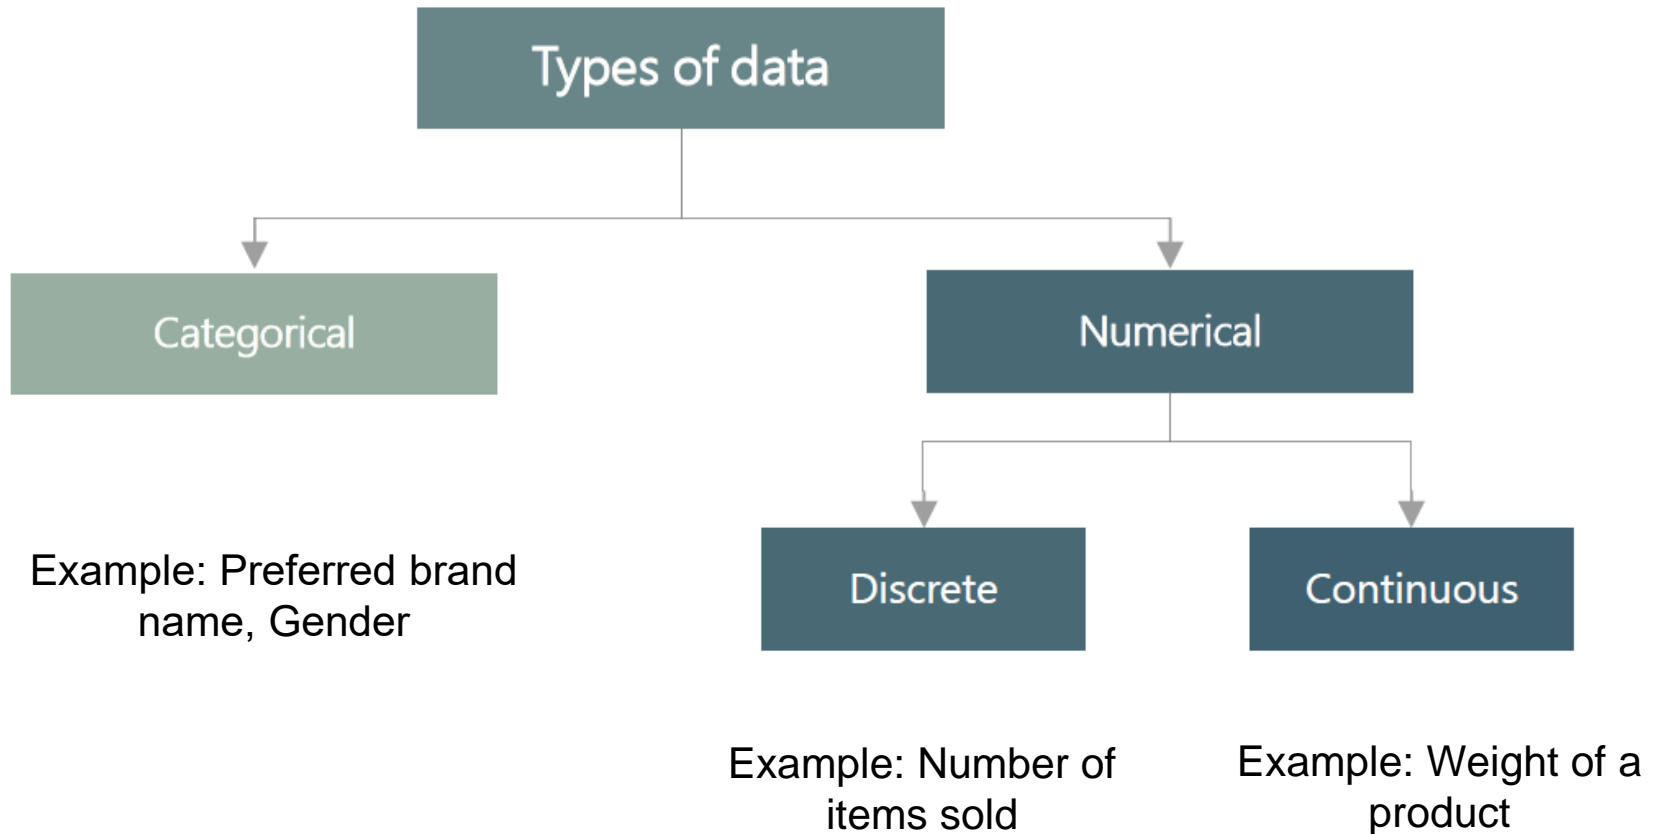 Types of data
Categorical
Numerical
Example: Preferred brand
name, Gender
Discrete
Continuous
Example: Number of
items sold
Example: Weight of a
product